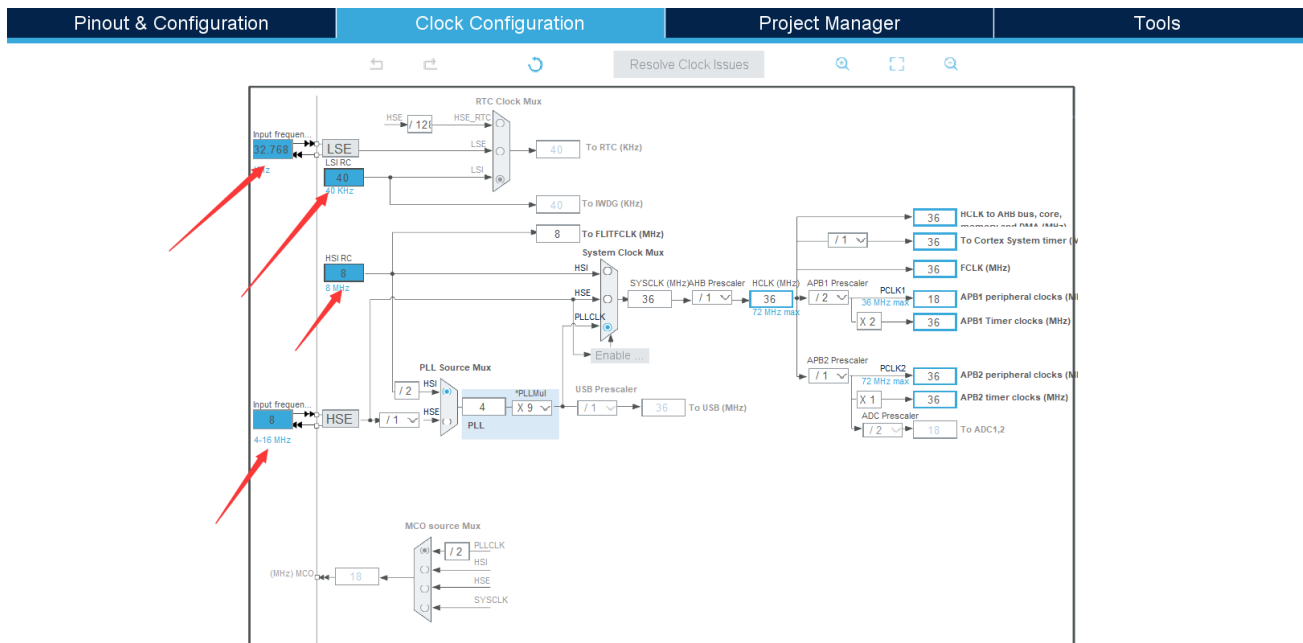 Pinout & Configuration
Clock Configuration
Project Manager
Tools
Resolve Clock Issues
RTC Clock Mux
HSE
/ 128
HSE_RTC
Input frequen...
32.768
LSE
LSE
40
To RTC (KHz)
LSI RC
40
LSI
40 KHz
40
To IWDG (KHz)
8
To FLITFCLK (MHz)
System Clock Mux
HSI RC
8
8 MHz
HSI
HSE
PLLCLK
SYSCLK (MHz)
36
AHB Prescaler
/ 1
HCLK (MHz)
36
72 MHz max
36
HCLK to AHB bus, core,
memory and DMA (MHz)
/ 1
36
To Cortex System timer (M
36
FCLK (MHz)
APB1 Prescaler
/ 2
PCLK1
36 MHz max
18
APB1 peripheral clocks (M
X 2
36
APB1 Timer clocks (MHz)
Enable ...
APB2 Prescaler
/ 1
PCLK2
72 MHz max
36
APB2 peripheral clocks (M
X 1
36
APB2 timer clocks (MHz)
ADC Prescaler
/ 2
18
To ADC1,2
PLL Source Mux
/ 2
HSI
Input frequen...
8
4-16 MHz
HSE
/ 1
HSE
4
*PLLMul
X 9
PLL
USB Prescaler
/ 1
36
To USB (MHz)
MCO source Mux
(MHz) MCO
18
/ 2
PLLCLK
HSI
HSE
SYSCLK